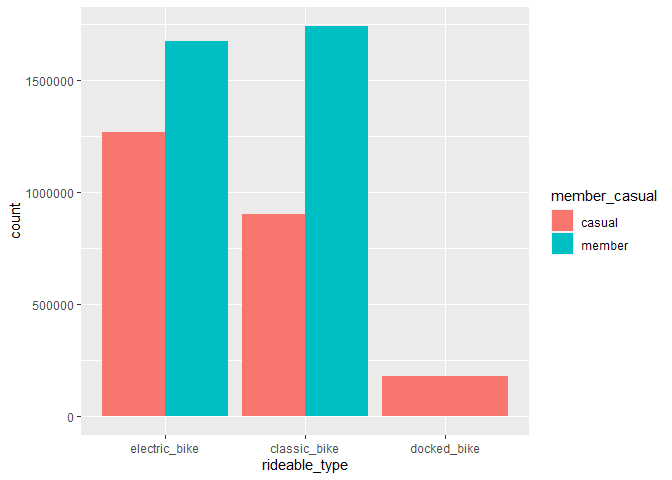 1500000
1000000
500000
0
count
electric_bike
classic_bike
docked_bike
rideable_type
member_casual
casual
member